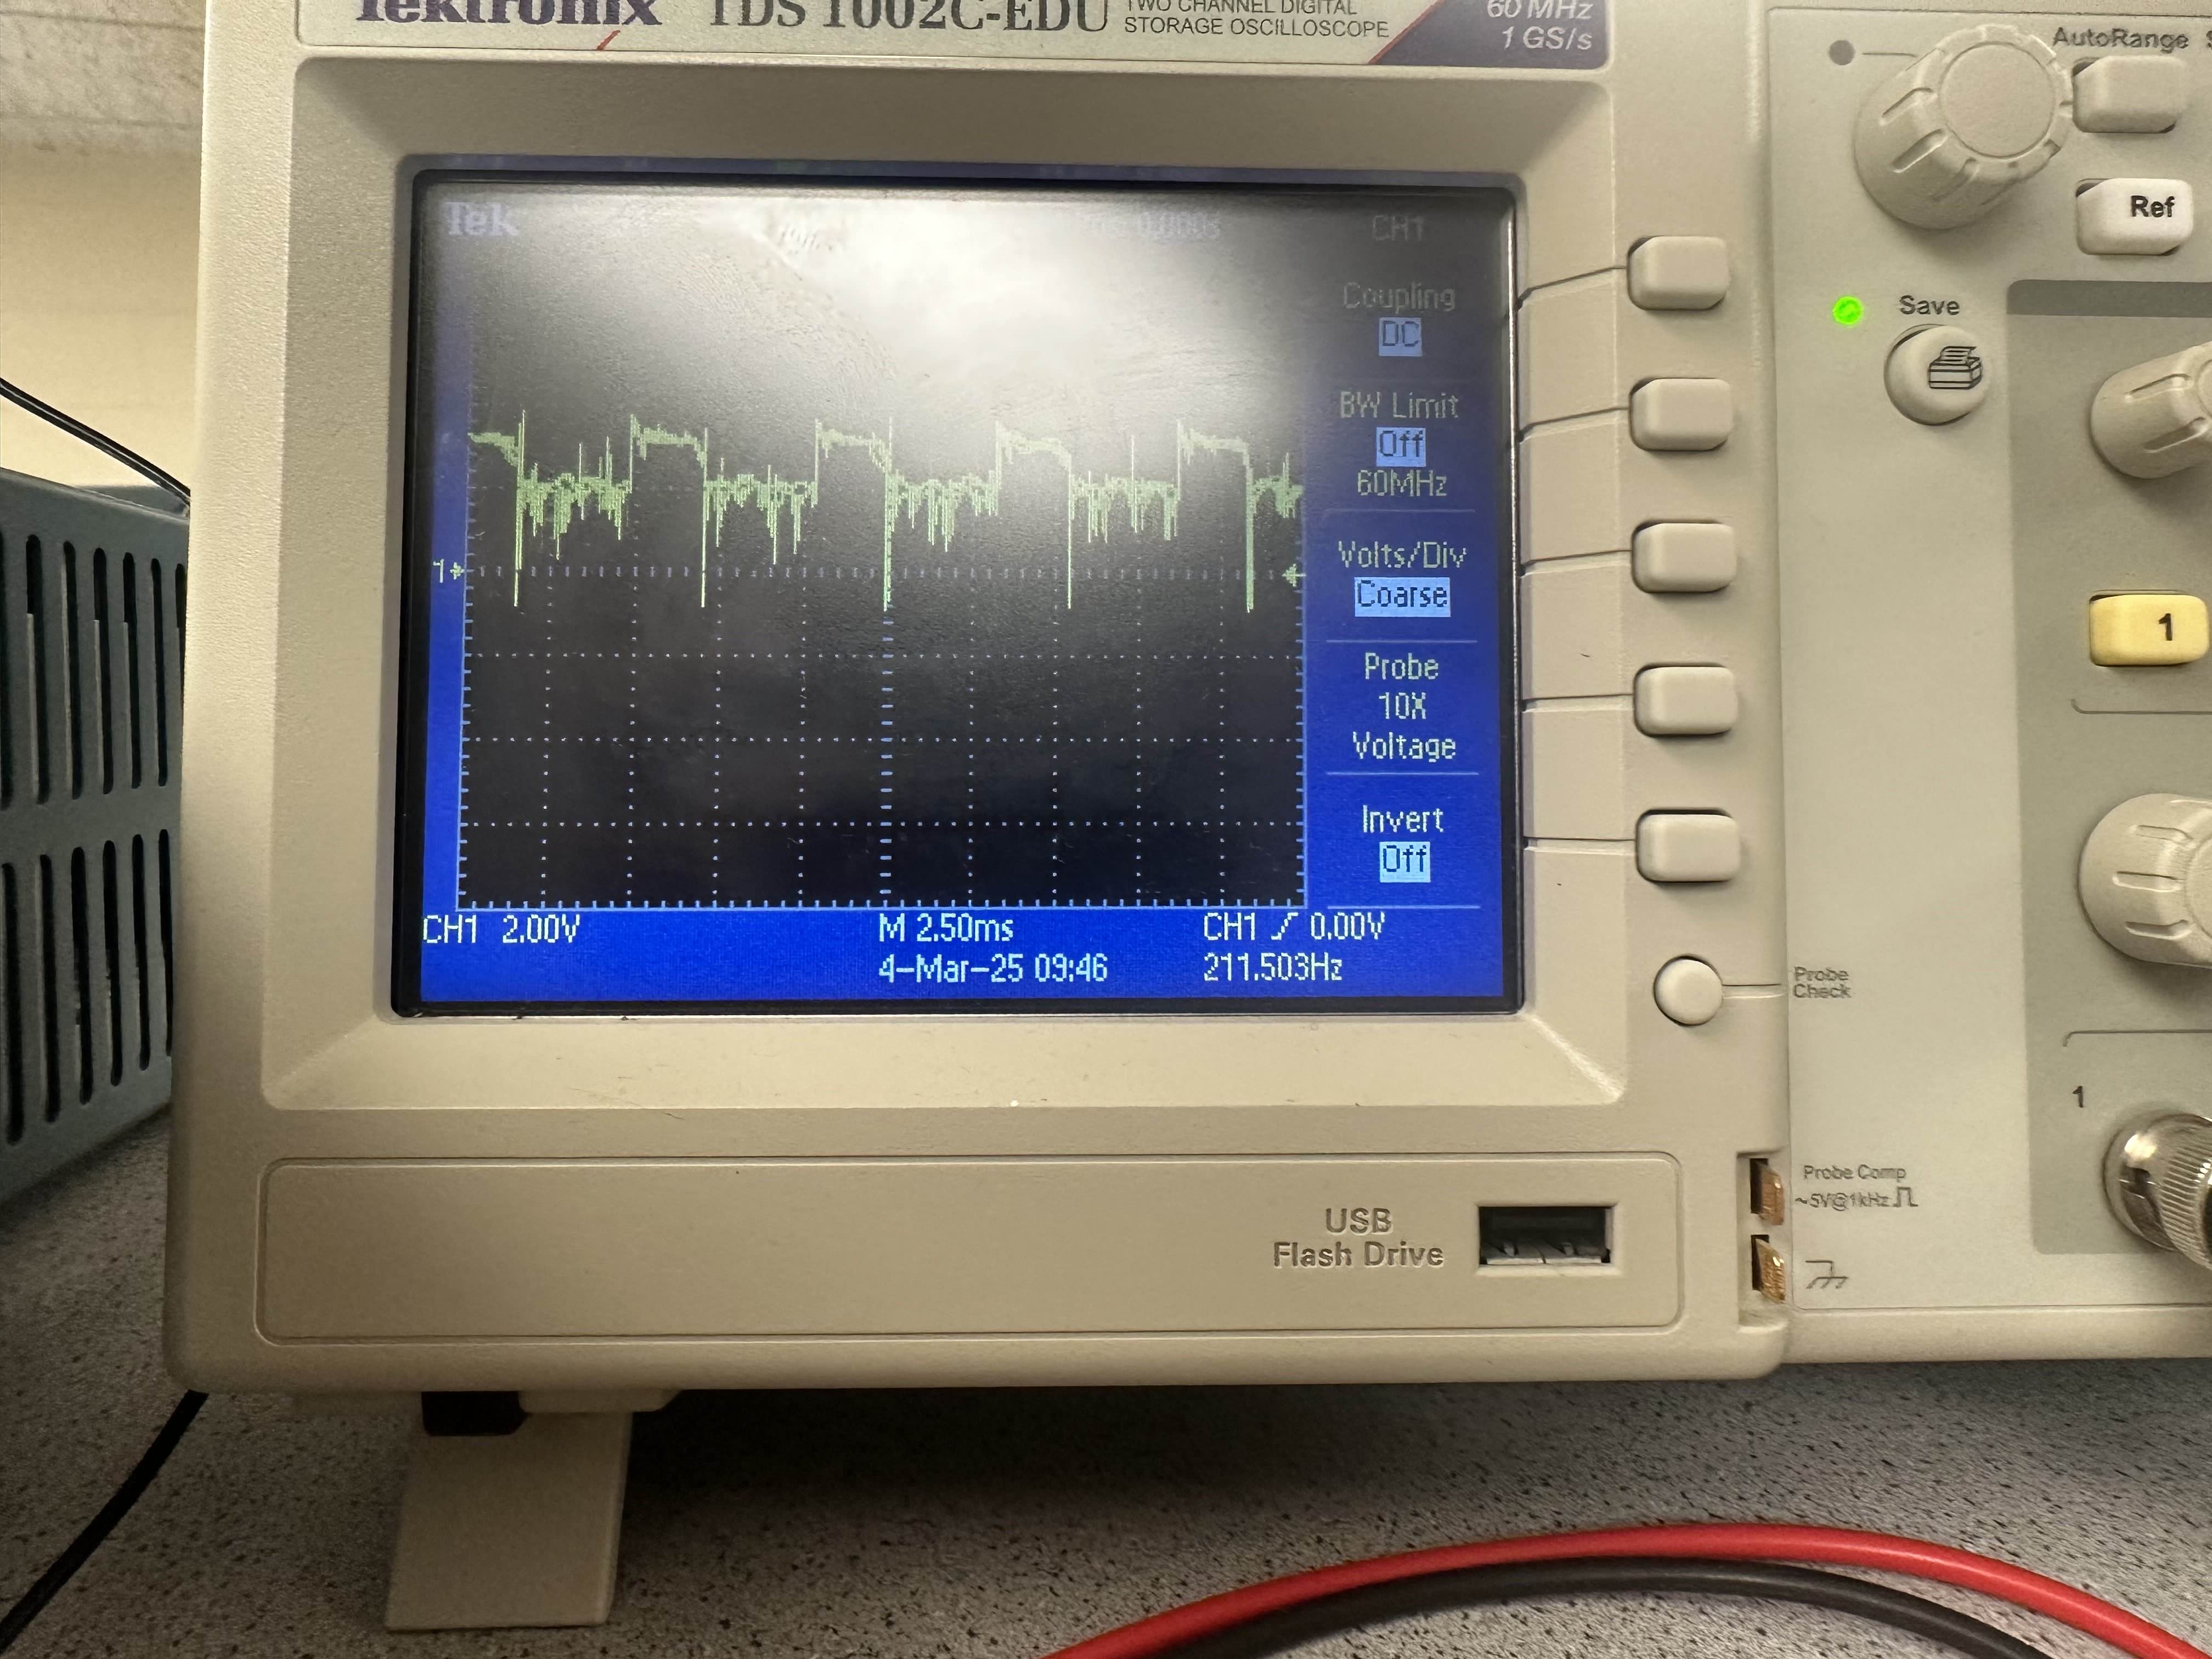 Tektronix TDS 1002C-EDU
TWO CHANNEL DIGITAL
STORAGE OSCILLOSCOPE
60 MHz
1 GS/s
AutoRange
Ref
Save
Tek
CH1
Coupling
DC
BW Limit
Off
60MHz
Volts/Div
Coarse
Probe
10X
Voltage
Invert
Off
1
CH1 2.00V
M 2.50ms
CH1 0.00V
4-Mar-25 09:46
211.503Hz
1
Probe
Check
1
Probe Comp
~5V@1kHz
USB
Flash Drive